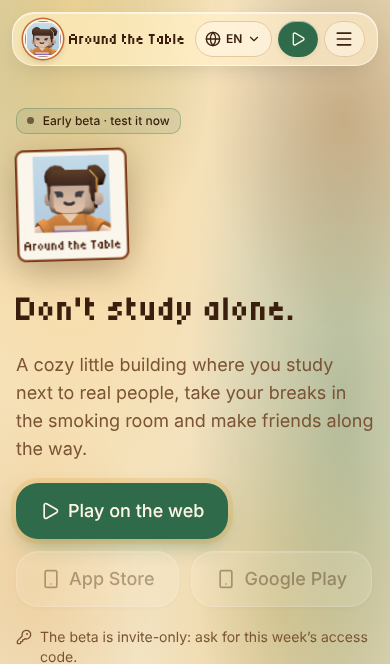 Around the Table
EN
Early beta · test it now
Around the Table
Don't study alone.
A cozy little building where you study
next to real people, take your breaks in
the smoking room and make friends along
the way.
Play on the web
App Store
Google Play
The beta is invite-only: ask for this week's access
code.